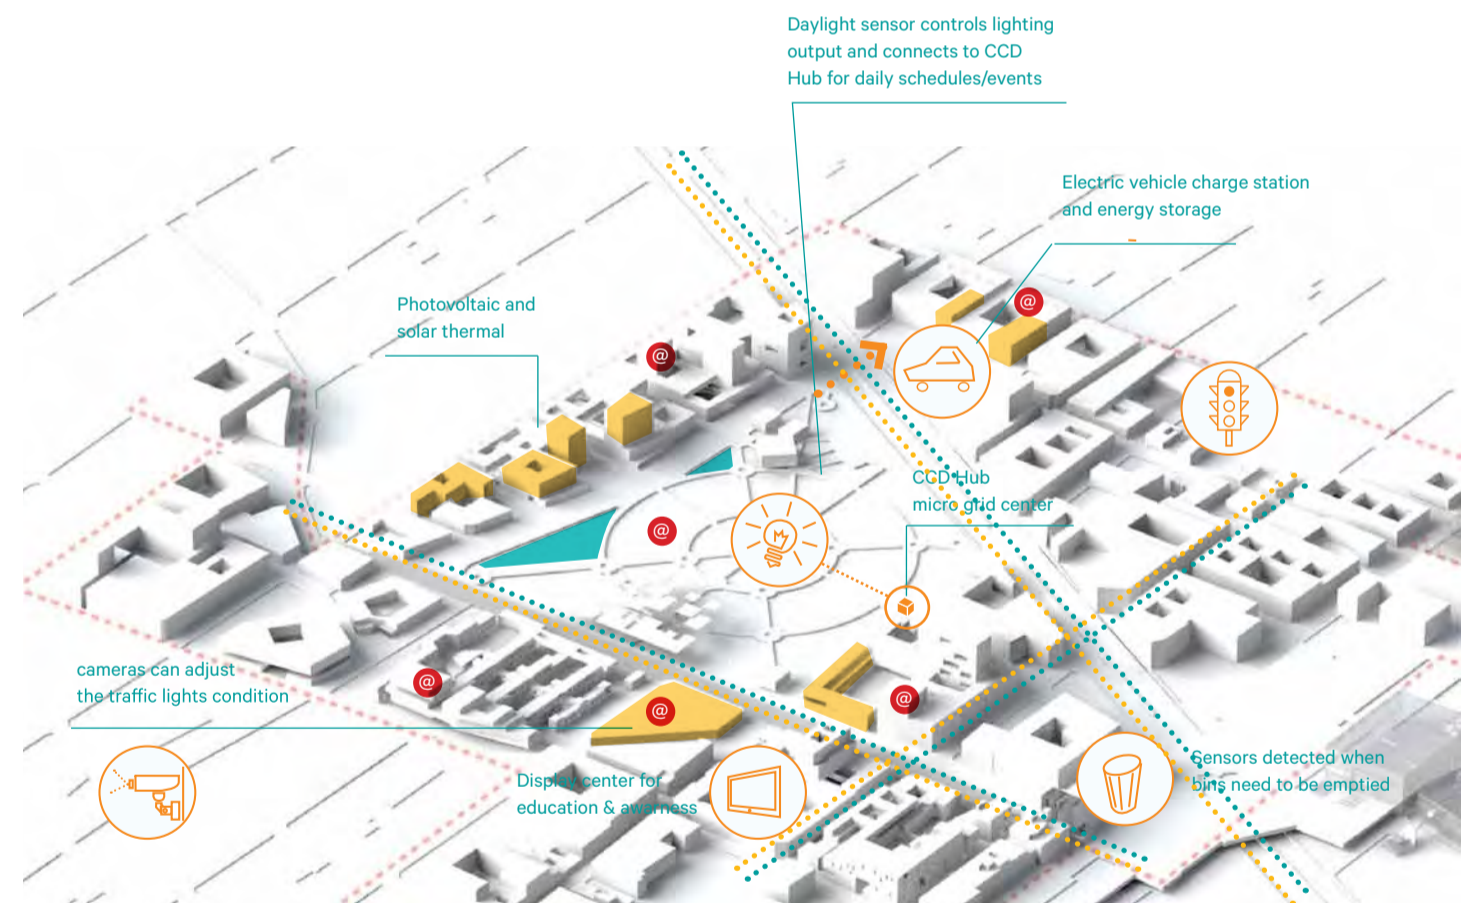 Daylight sensor controls lighting
output and connects to CCD
Hub for daily schedules/events
Electric vehicle charge station
and energy storage
Photovoltaic and
solar thermal
@
@
CCD Hub
micro grid center
@
cameras can adjust
the traffic lights condition
@
@
@
Display center for
education & awarness
Sensors detected when
bins need to be emptied